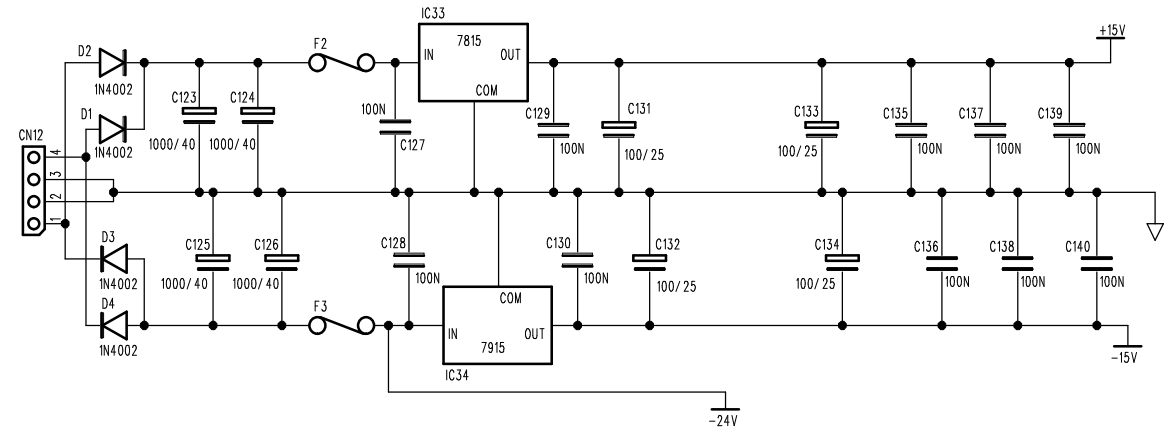 IC33
7815
IN
OUT
COM
+15V
D2
1N4002
F2
C123
1000/40
C124
1000/40
100N
C127
C129
100N
C131
100/25
C133
100/25
C135
100N
C137
100N
C139
100N
D1
1N4002
CN12
4
3
2
1
D3
1N4002
C125
1000/40
C126
1000/40
C128
100N
C130
100N
C132
100/25
C134
100/25
C136
100N
C138
100N
C140
100N
D4
1N4002
F3
COM
IN
OUT
7915
IC34
-15V
-24V